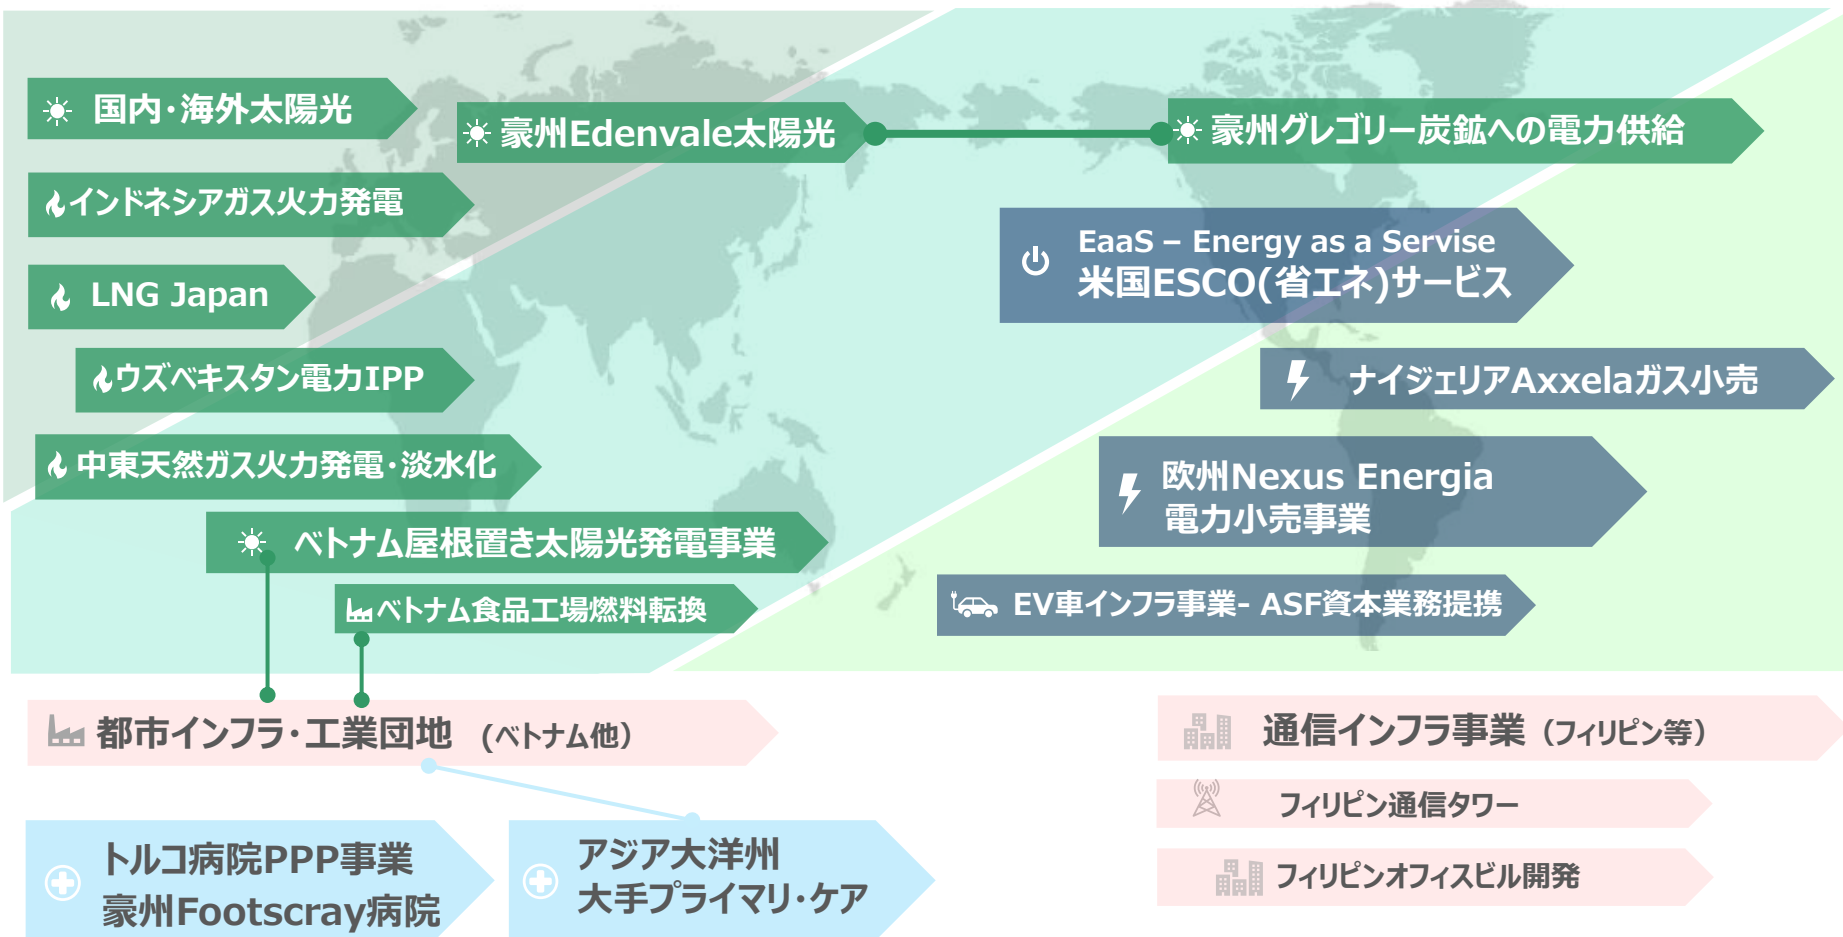 国内・海外太陽光
豪州Edenvale太陽光
豪州グレゴリー炭鉱への電力供給
インドネシアガス火力発電
EaaS – Energy as a Servise
米国ESCO(省エネ)サービス
LNG Japan
ウズベキスタン電力IPP
ナイジェリアAxxelaガス小売
中東天然ガス火力発電・淡水化
欧州Nexus Energia
電力小売事業
ベトナム屋根置き太陽光発電事業
ベトナム食品工場燃料転換
EV車インフラ事業- ASF資本業務提携
都市インフラ・工業団地 (ベトナム他)
通信インフラ事業（フィリピン等）
フィリピン通信タワー
フィリピンオフィスビル開発
トルコ病院PPP事業
豪州Footscray病院
アジア大洋州
大手プライマリ・ケア